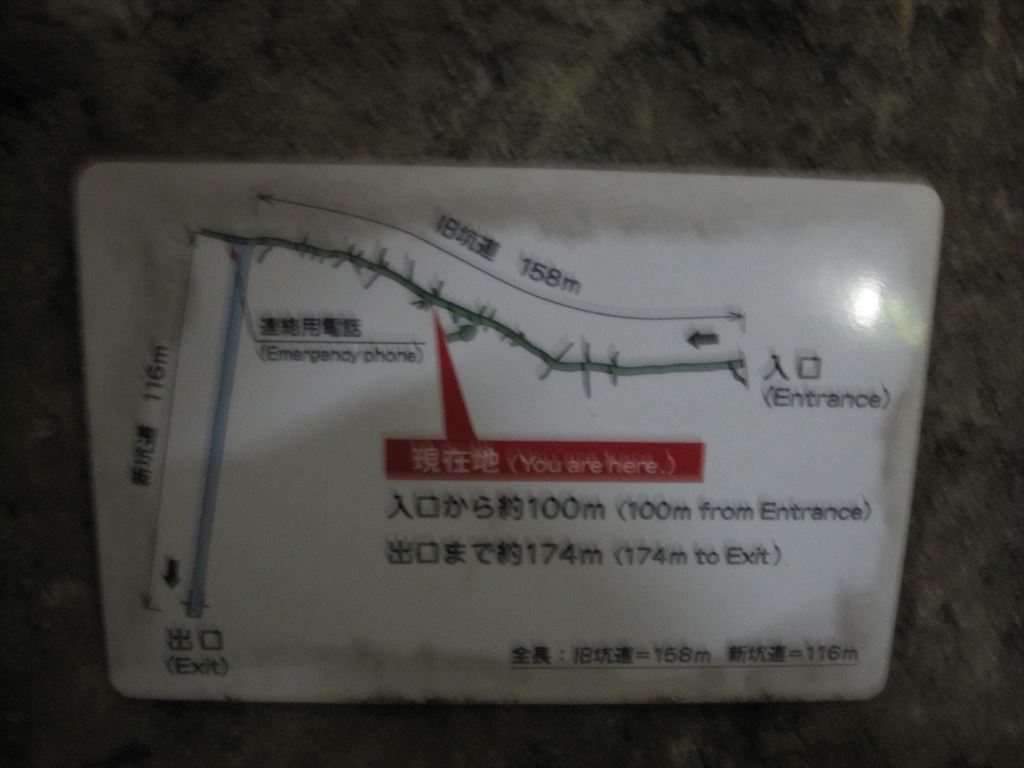 旧坑道 158m
連絡用電話
(Emergency phone)
入口
(Entrance)
新坑道 116m
現在地 (You are here.)
入口から約100m (100m from Entrance)
出口まで約174m (174m to Exit)
出口
(Exit)
全長：旧坑道＝158m 新坑道＝116m